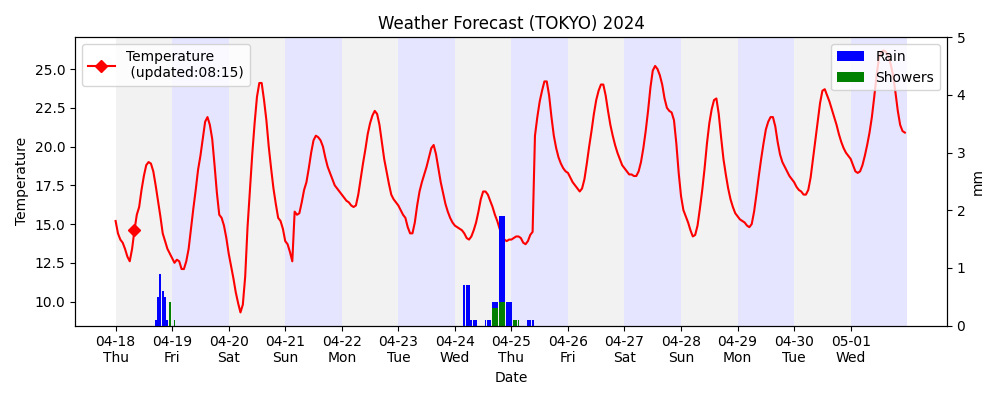 Weather Forecast (TOKYO) 2024
Temperature
(updated:08:15)
Rain
Showers
Temperature
25.0
22.5
20.0
17.5
15.0
12.5
10.0
5
4
3
2
1
0
mm
04-18 04-19 04-20 04-21 04-22 04-23 04-24 04-25 04-26 04-27 04-28 04-29 04-30 05-01
Thu Fri Sat Sun Mon Tue Wed Thu Fri Sat Sun Mon Tue Wed
Date